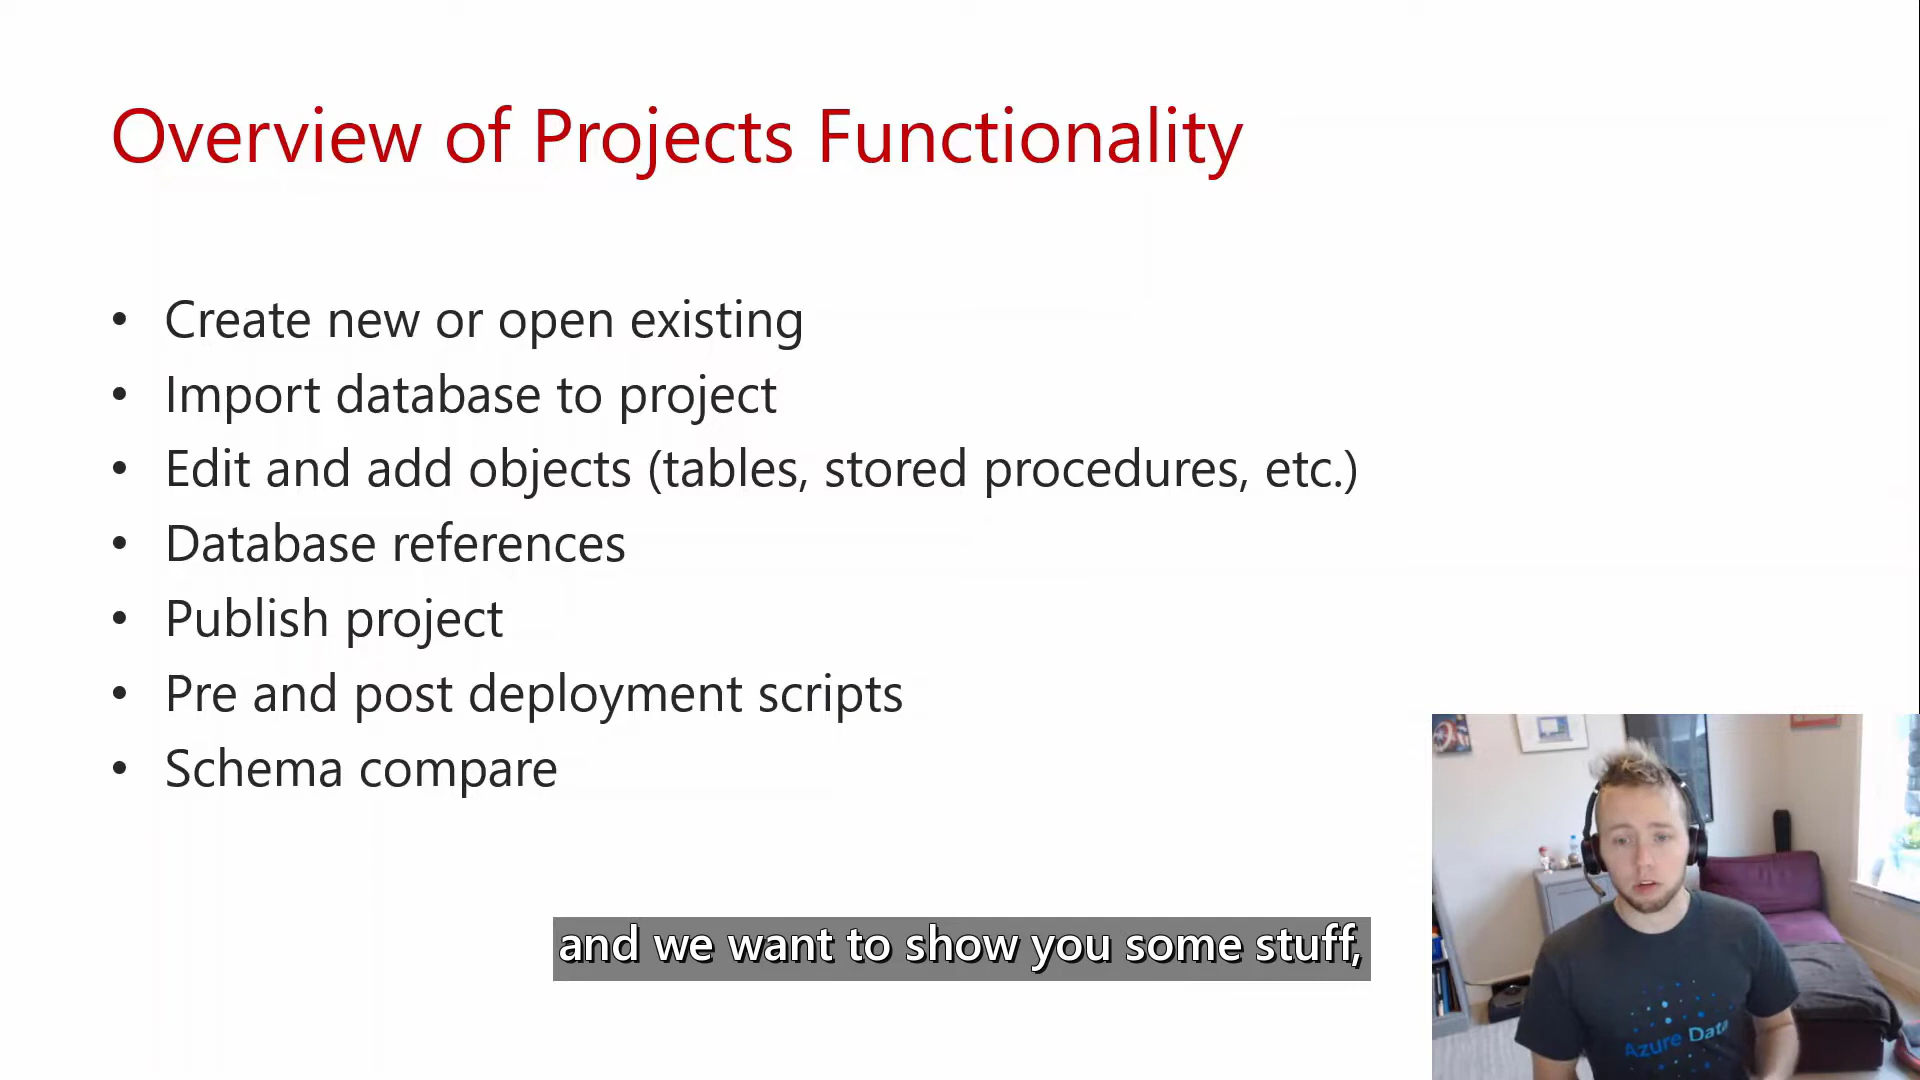 Overview of Projects Functionality
• Create new or open existing
• Import database to project
• Edit and add objects (tables, stored procedures, etc.)
• Database references
• Publish project
• Pre and post deployment scripts
• Schema compare
and we want to show you some stuff,
Azure Data